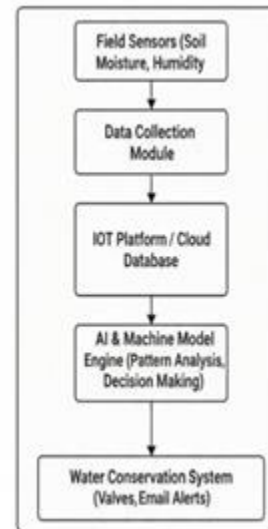 Field Sensors (Soil
Moisture, Humidity
Data Collection
Module
IOT Platform / Cloud
Database
AI & Machine Model
Engine (Pattern Analysis,
Decision Making)
Water Conservation System
(Valves, Email Alerts)